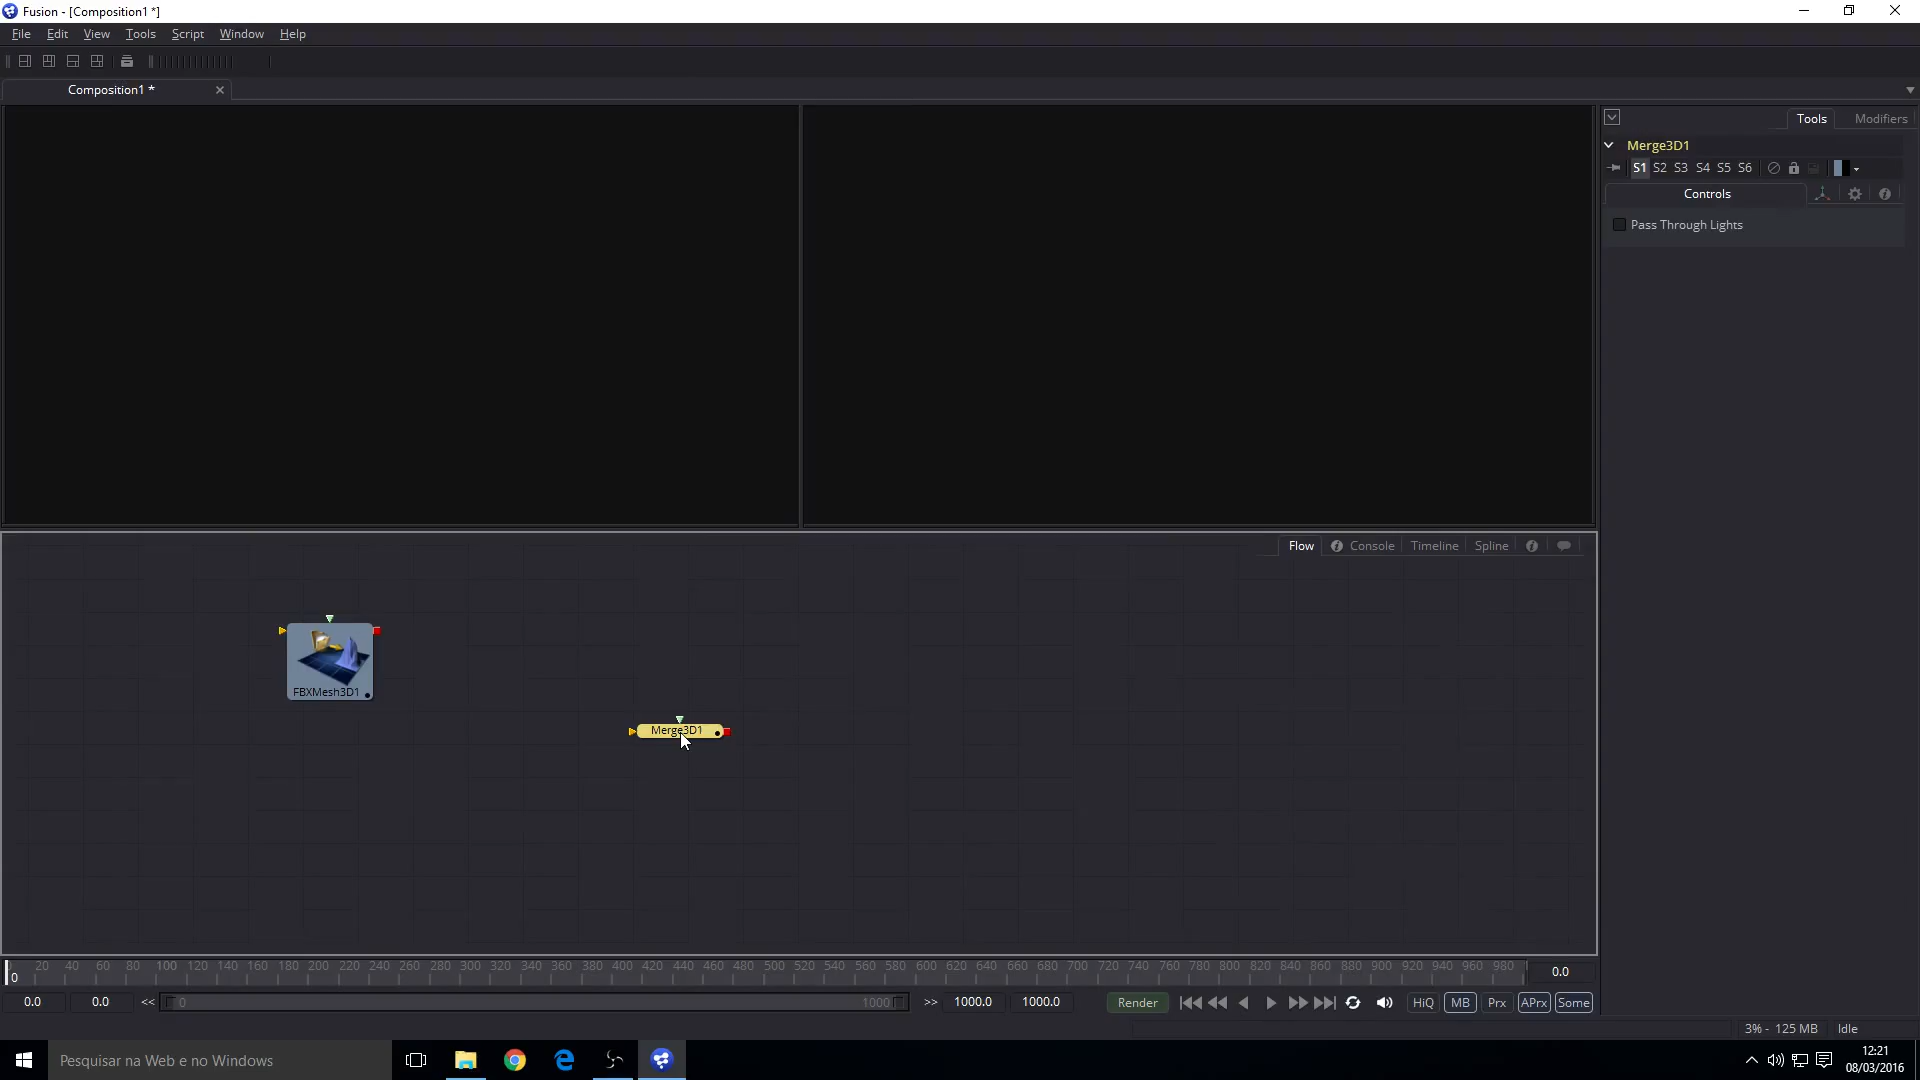 Fusion - [Composition1 *]
File Edit View Tools Script Window Help
Composition1 *
Tools Modifiers
Merge3D1
S1 S2 S3 S4 S5 S6
Controls
Pass Through Lights
Flow Console Timeline Spline
FBXMesh3D1
Merge3D1
0 20 40 60 80 100 120 140 160 180 200 220 240 260 280 300 320 340 360 380 400 420 440 460 480 500 520 540 560 580 600 620 640 660 680 700 720 740 760 780 800 820 840 860 880 900 920 940 960 980 0.0
0.0 0.0 << 0 1000 >> 1000.0 1000.0 Render HiQ MB Prx APrx Some
3% - 125 MB Idle
Pesquisar na Web e no Windows
12:21
08/03/2016